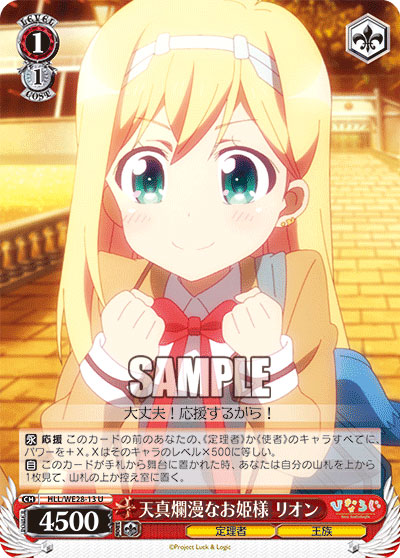 LEVEL
1
1
COST
SAMPLE
大丈夫！応援するから！
永 応援 このカードの前のあなたの、《定理者》か《使者》のキャラすべてに、
パワーを＋X。Xはそのキャラのレベル×500に等しい。
自 このカードが手札から舞台に置かれた時、あなたは自分の山札を上か
ら1枚見て、山札の上か控え室に置く。
CH HLL/WE28-13 U
4500
天真爛漫なお姫様 リオン
ひなろじ
定理者
王族
©Project Luck & Logic